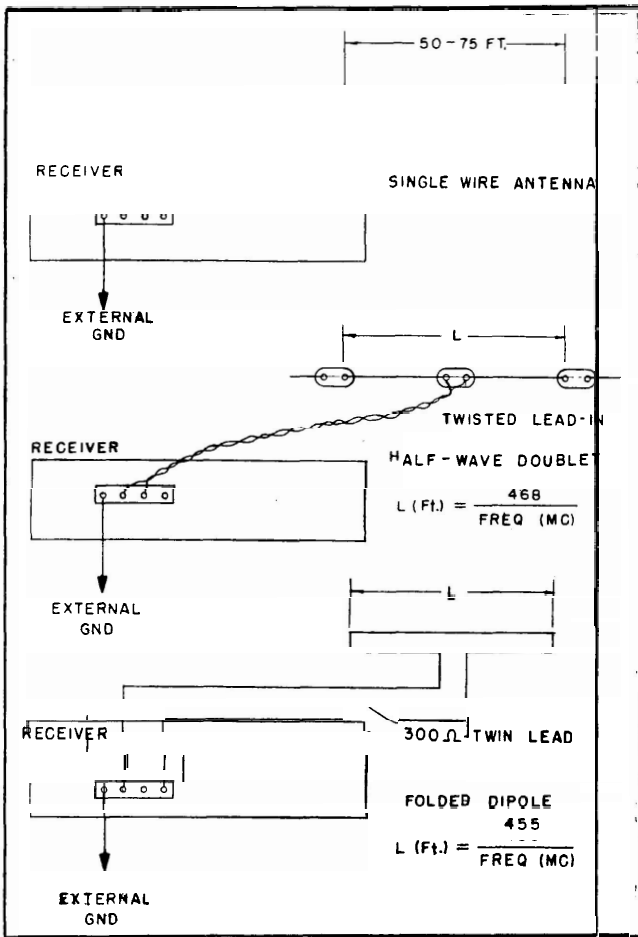 50-75 FT.
RECEIVER
SINGLE WIRE ANTENNA
EXTERNAL
GND
L
TWISTED LEAD-IN
RECEIVER
HALF-WAVE DOUBLET
L (Ft.) = 468
FREQ (MC)
EXTERNAL
GND
L
RECEIVER
300Ω TWIN LEAD
FOLDED DIPOLE
L (Ft.) = 455
FREQ (MC)
EXTERNAL
GND